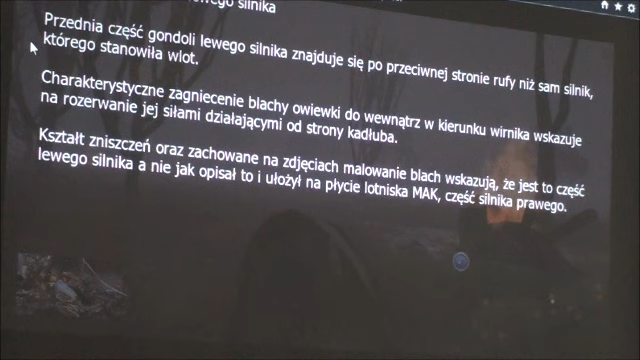 lewego silnika
Przednia część gondoli lewego silnika znajduje się po przeciwnej stronie rufy niż sam silnik,
którego stanowiła wlot.
Charakterystyczne zagniecenie blachy owiewki do wewnątrz w kierunku wirnika wskazuje
na rozerwanie jej siłami działającymi od strony kadłuba.
Kształt zniszczeń oraz zachowane na zdjęciach malowanie blach wskazują, że jest to część
lewego silnika a nie jak opisał to i ułożył na płycie lotniska MAK, część silnika prawego.